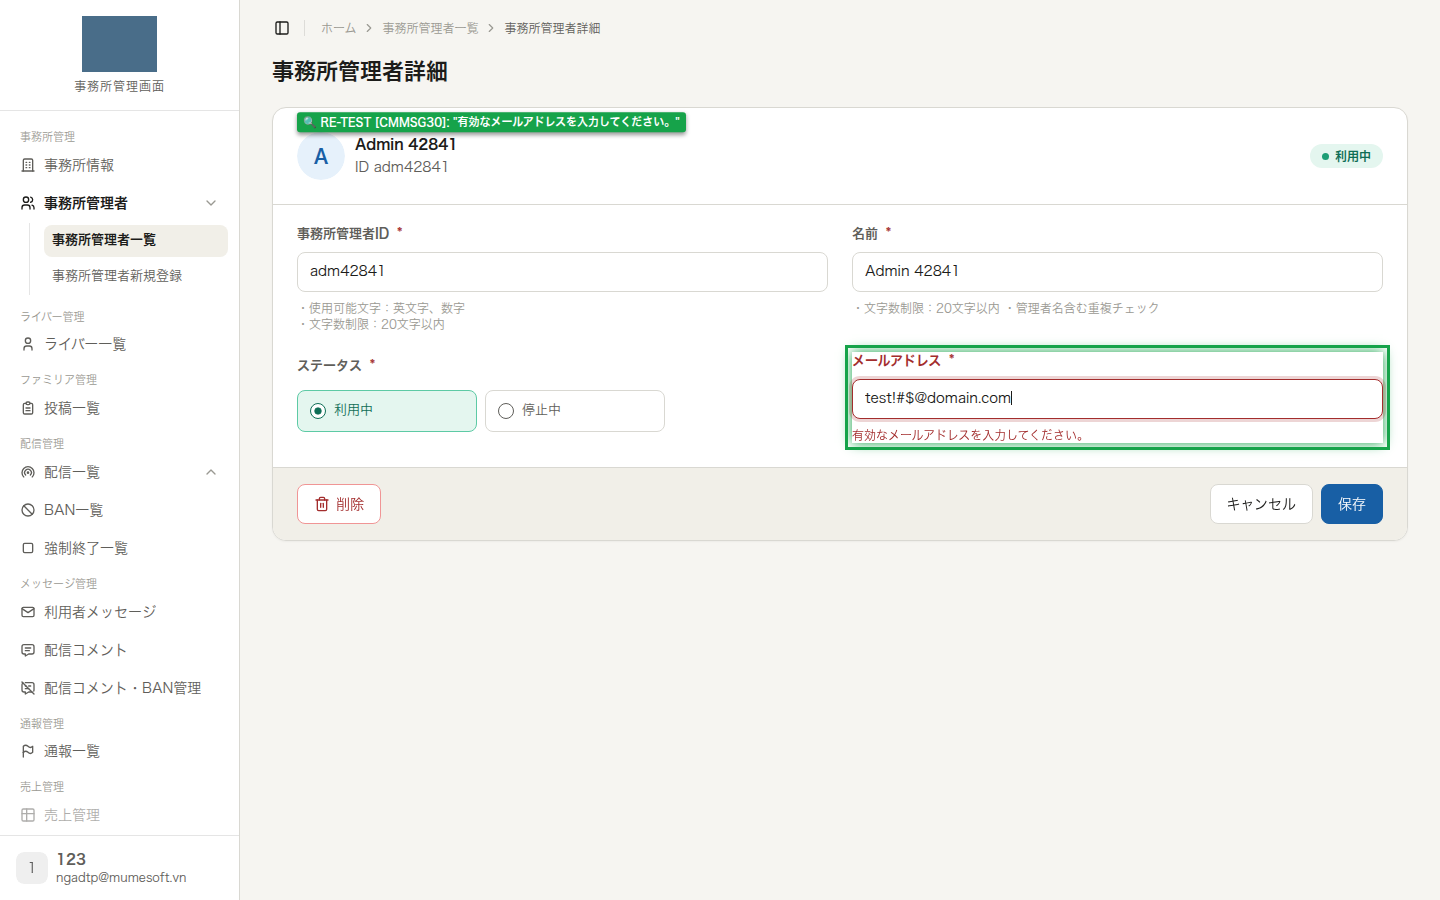 事務所管理画面
事務所管理
事務所情報
事務所管理者
事務所管理者一覧
事務所管理者新規登録
ライバー管理
ライバー一覧
ファミリア管理
投稿一覧
配信管理
配信一覧
BAN一覧
強制終了一覧
メッセージ管理
利用者メッセージ
配信コメント
配信コメント・BAN管理
通報管理
通報一覧
売上管理
売上管理
1
123
ngadtp@mumesoft.vn
ホーム > 事務所管理者一覧 > 事務所管理者詳細
事務所管理者詳細
RE-TEST [CMMSG30]: "有効なメールアドレスを入力してください。"
A
Admin 42841
ID adm42841
利用中
事務所管理者ID *
adm42841
・使用可能文字：英文字、数字
・文字数制限：20文字以内
名前 *
Admin 42841
・文字数制限：20文字以内 ・管理者名含む重複チェック
ステータス *
利用中
停止中
メールアドレス *
test!#$@domain.com
有効なメールアドレスを入力してください。
削除
キャンセル
保存